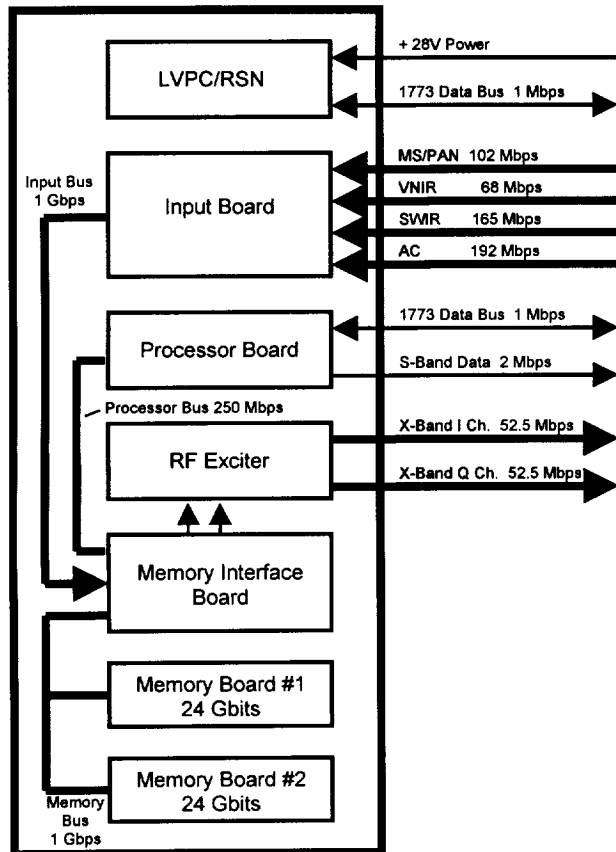 + 28V Power
LVPC/RSN
1773 Data Bus 1 Mbps
MS/PAN 102 Mbps
Input Bus
1 Gbps
VNIR 68 Mbps
Input Board
SWIR 165 Mbps
AC 192 Mbps
1773 Data Bus 1 Mbps
Processor Board
S-Band Data 2 Mbps
Processor Bus 250 Mbps
X-Band I Ch. 52.5 Mbps
RF Exciter
X-Band Q Ch. 52.5 Mbps
Memory Interface
Board
Memory Board #1
24 Gbits
Memory Board #2
24 Gbits
Memory
Bus
1 Gbps